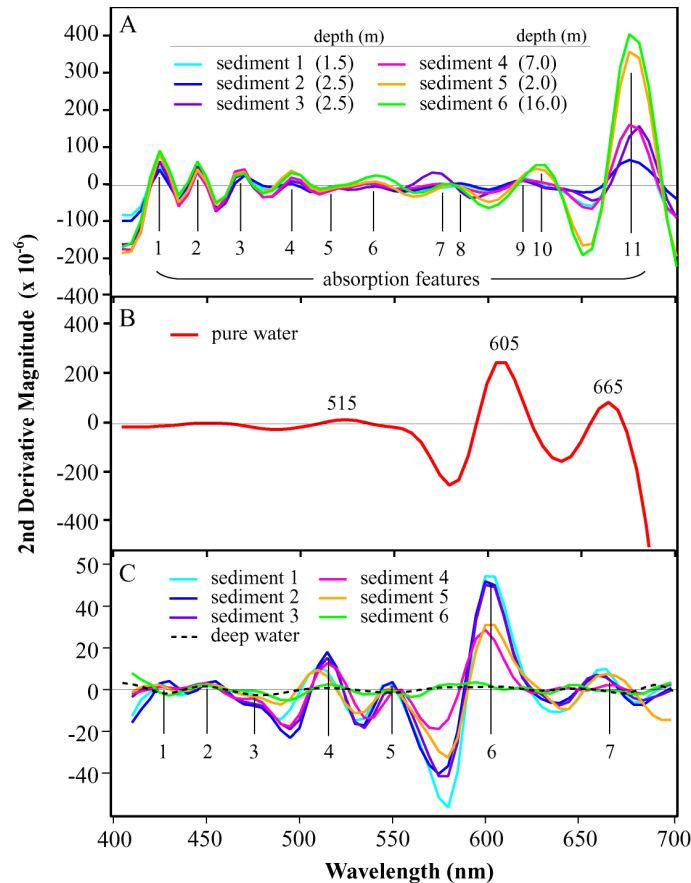 2nd Derivative Magnitude (x 10⁻⁶)
A
depth (m) depth (m)
sediment 1 (1.5) sediment 4 (7.0)
sediment 2 (2.5) sediment 5 (2.0)
sediment 3 (2.5) sediment 6 (16.0)
400
300
200
100
0
-100
-200
-300
-400
1 2 3 4 5 6 7 8 9 10 11
absorption features
B
pure water
515
605
665
400
200
0
-200
-400
C
sediment 1 sediment 4
sediment 2 sediment 5
sediment 3 sediment 6
deep water
50
20
0
-20
-40
1 2 3 4 5 6 7
400 450 500 550 600 650 700
Wavelength (nm)